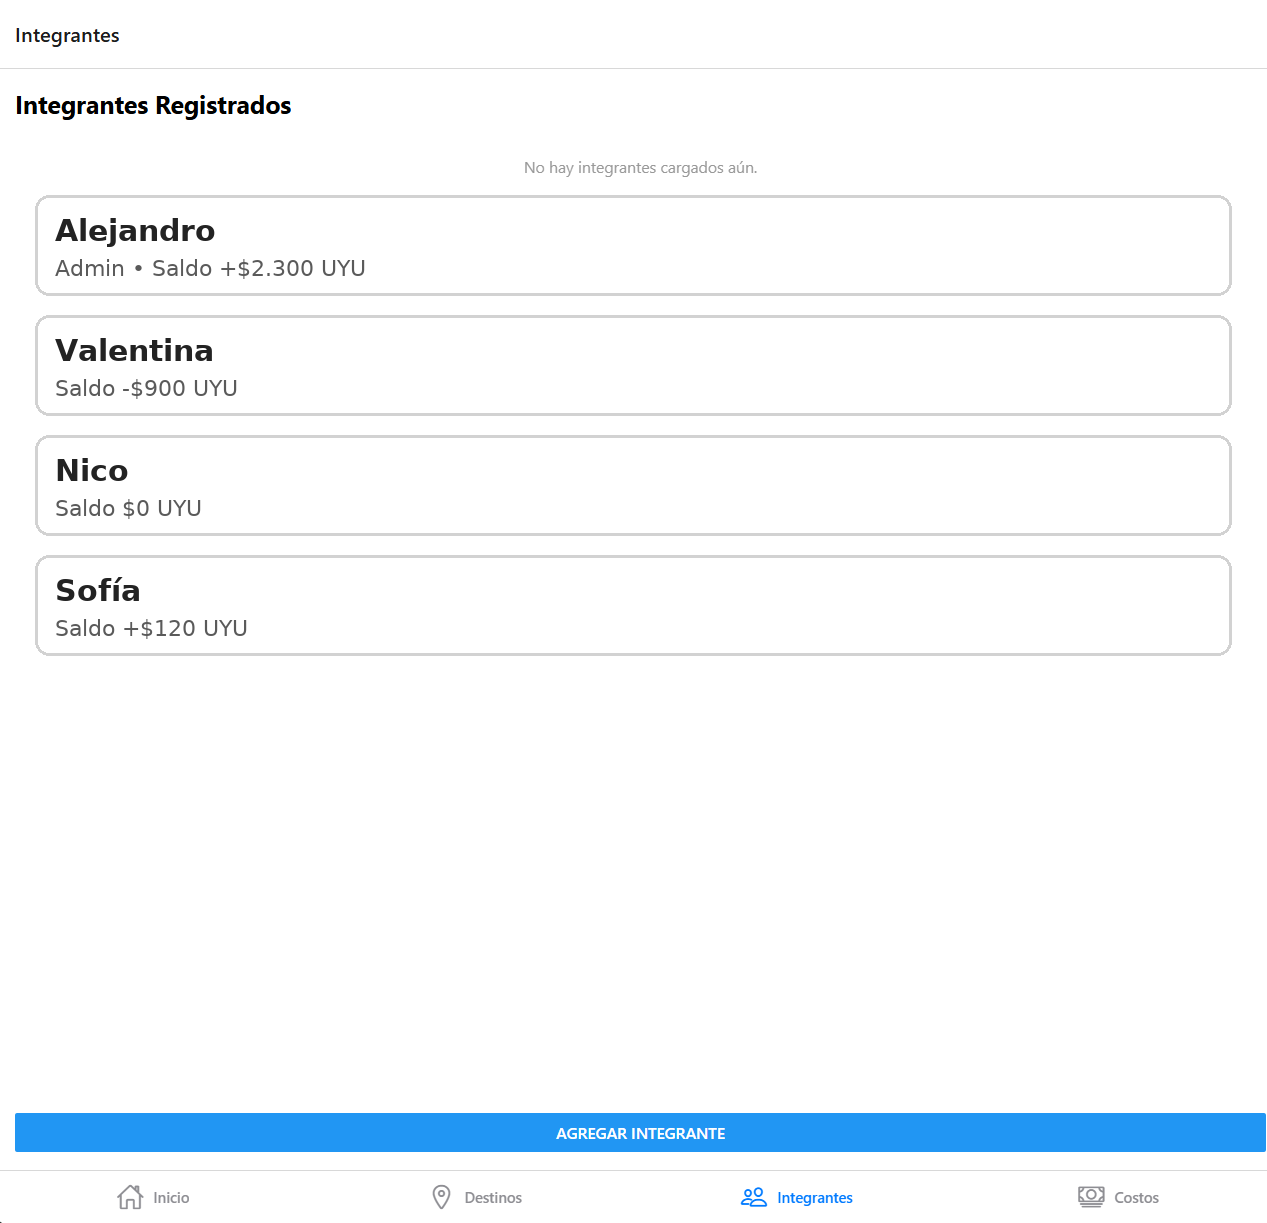 Integrantes
Integrantes Registrados
No hay integrantes cargados aún.
Alejandro
Admin • Saldo +$2.300 UYU
Valentina
Saldo -$900 UYU
Nico
Saldo $0 UYU
Sofía
Saldo +$120 UYU
AGREGAR INTEGRANTE
Inicio
Destinos
Integrantes
Costos